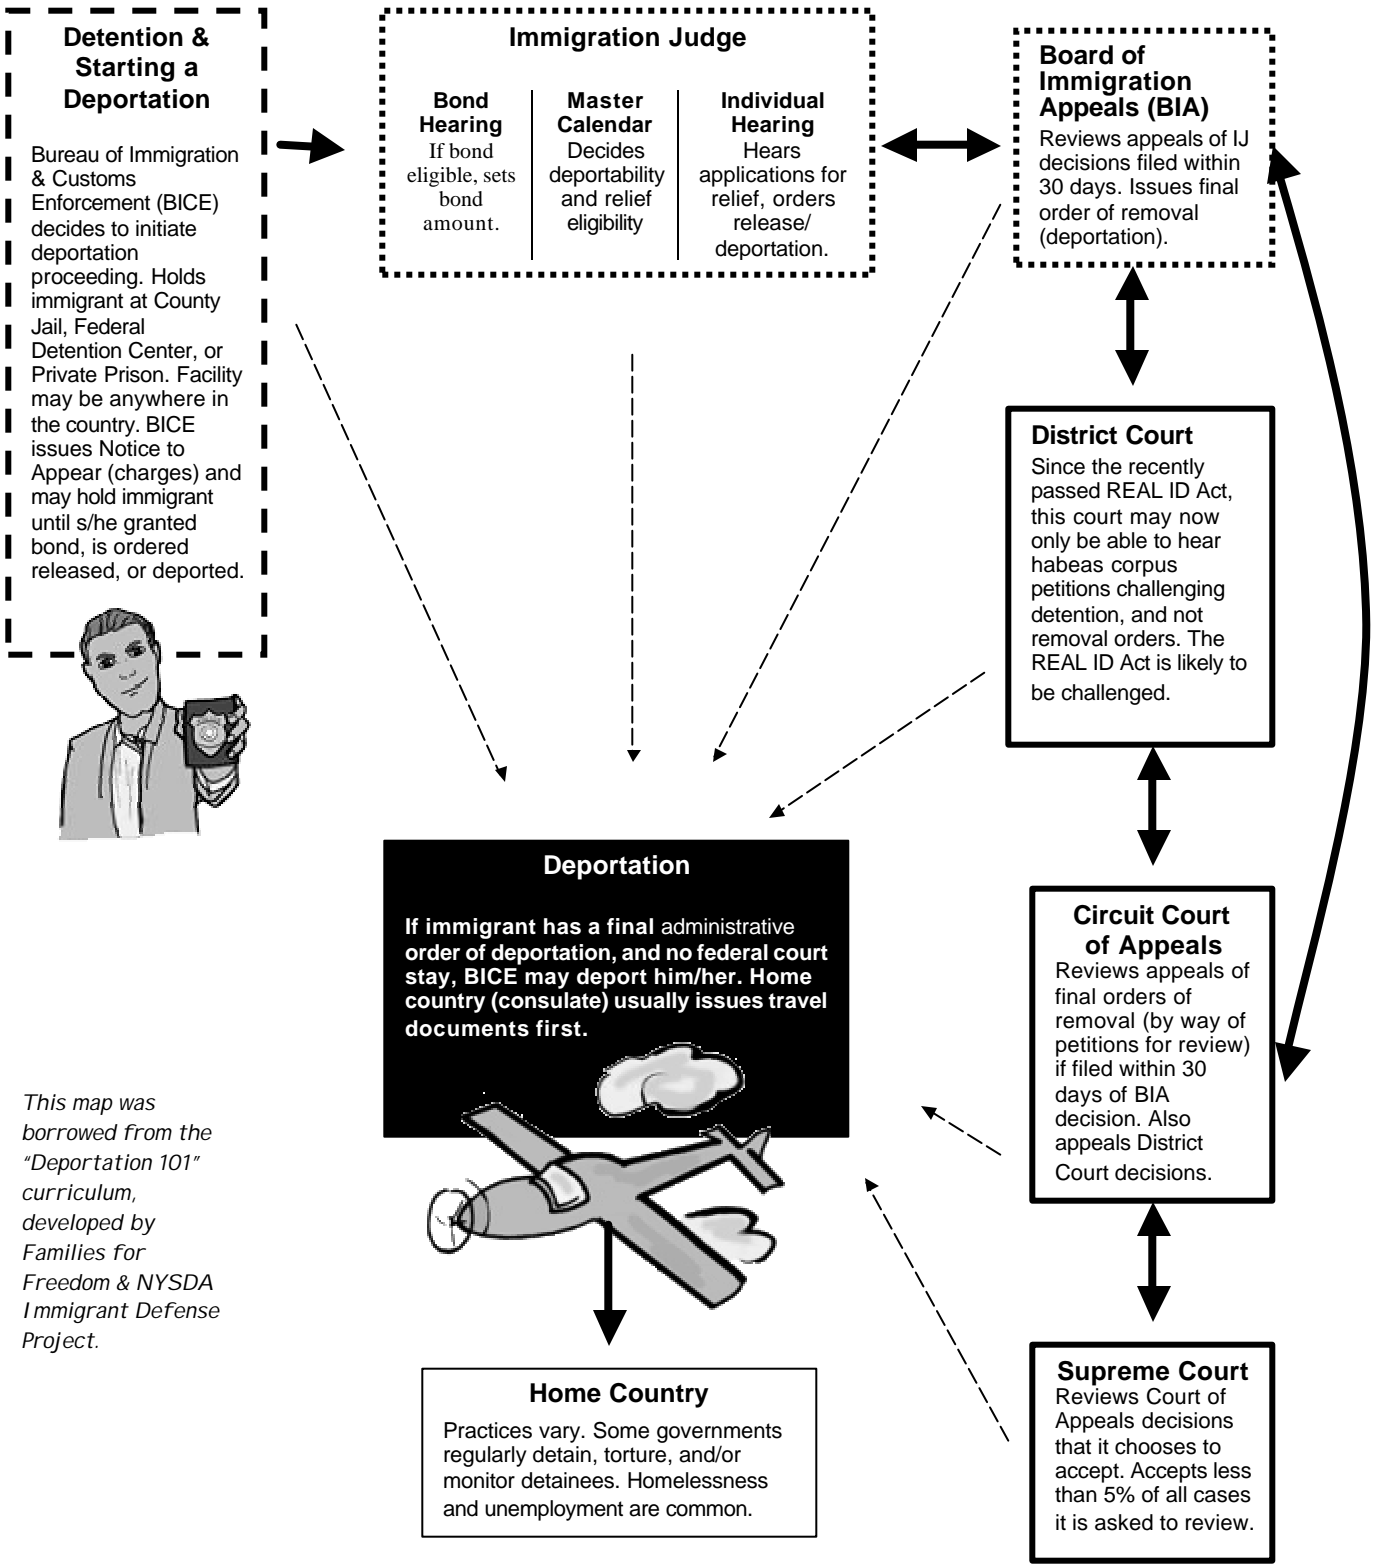 Detention &
Starting a
Deportation
Bureau of Immigration
& Customs
Enforcement (BICE)
decides to initiate
deportation
proceeding. Holds
immigrant at County
Jail, Federal
Detention Center, or
Private Prison. Facility
may be anywhere in
the country. BICE
issues Notice to
Appear (charges) and
may hold immigrant
until s/he granted
bond, is ordered
released, or deported.
Immigration Judge
Bond
Hearing
If bond
eligible, sets
bond
amount.
Master
Calendar
Decides
deportability
and relief
eligibility
Individual
Hearing
Hears
applications for
relief, orders
release/
deportation.
Board of
Immigration
Appeals (BIA)
Reviews appeals of IJ
decisions filed within
30 days. Issues final
order of removal
(deportation).
District Court
Since the recently
passed REAL ID Act,
this court may now
only be able to hear
habeas corpus
petitions challenging
detention, and not
removal orders. The
REAL ID Act is likely to
be challenged.
Circuit Court
of Appeals
Reviews appeals of
final orders of
removal (by way of
petitions for review)
if filed within 30
days of BIA
decision. Also
appeals District
Court decisions.
Supreme Court
Reviews Court of
Appeals decisions
that it chooses to
accept. Accepts less
than 5% of all cases
it is asked to review.
Deportation
If immigrant has a final administrative
order of deportation, and no federal court
stay, BICE may deport him/her. Home
country (consulate) usually issues travel
documents first.
Home Country
Practices vary. Some governments
regularly detain, torture, and/or
monitor detainees. Homelessness
and unemployment are common.
This map was
borrowed from the
"Deportation 101"
curriculum,
developed by
Families for
Freedom & NYSDA
Immigrant Defense
Project.